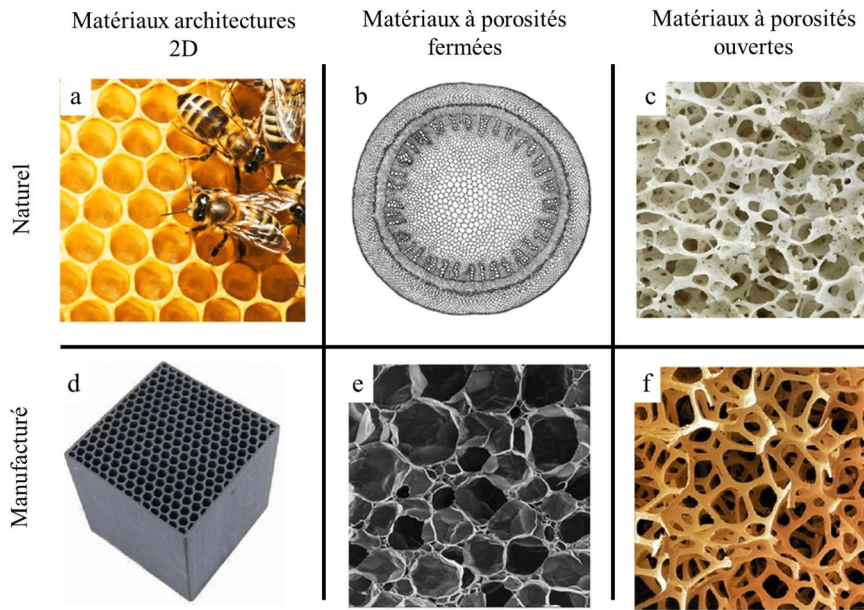 Matériaux architectures
2D
Matériaux à porosités
fermées
Matériaux à porosités
ouvertes
Naturel
a
b
c
Manufacturé
d
e
f